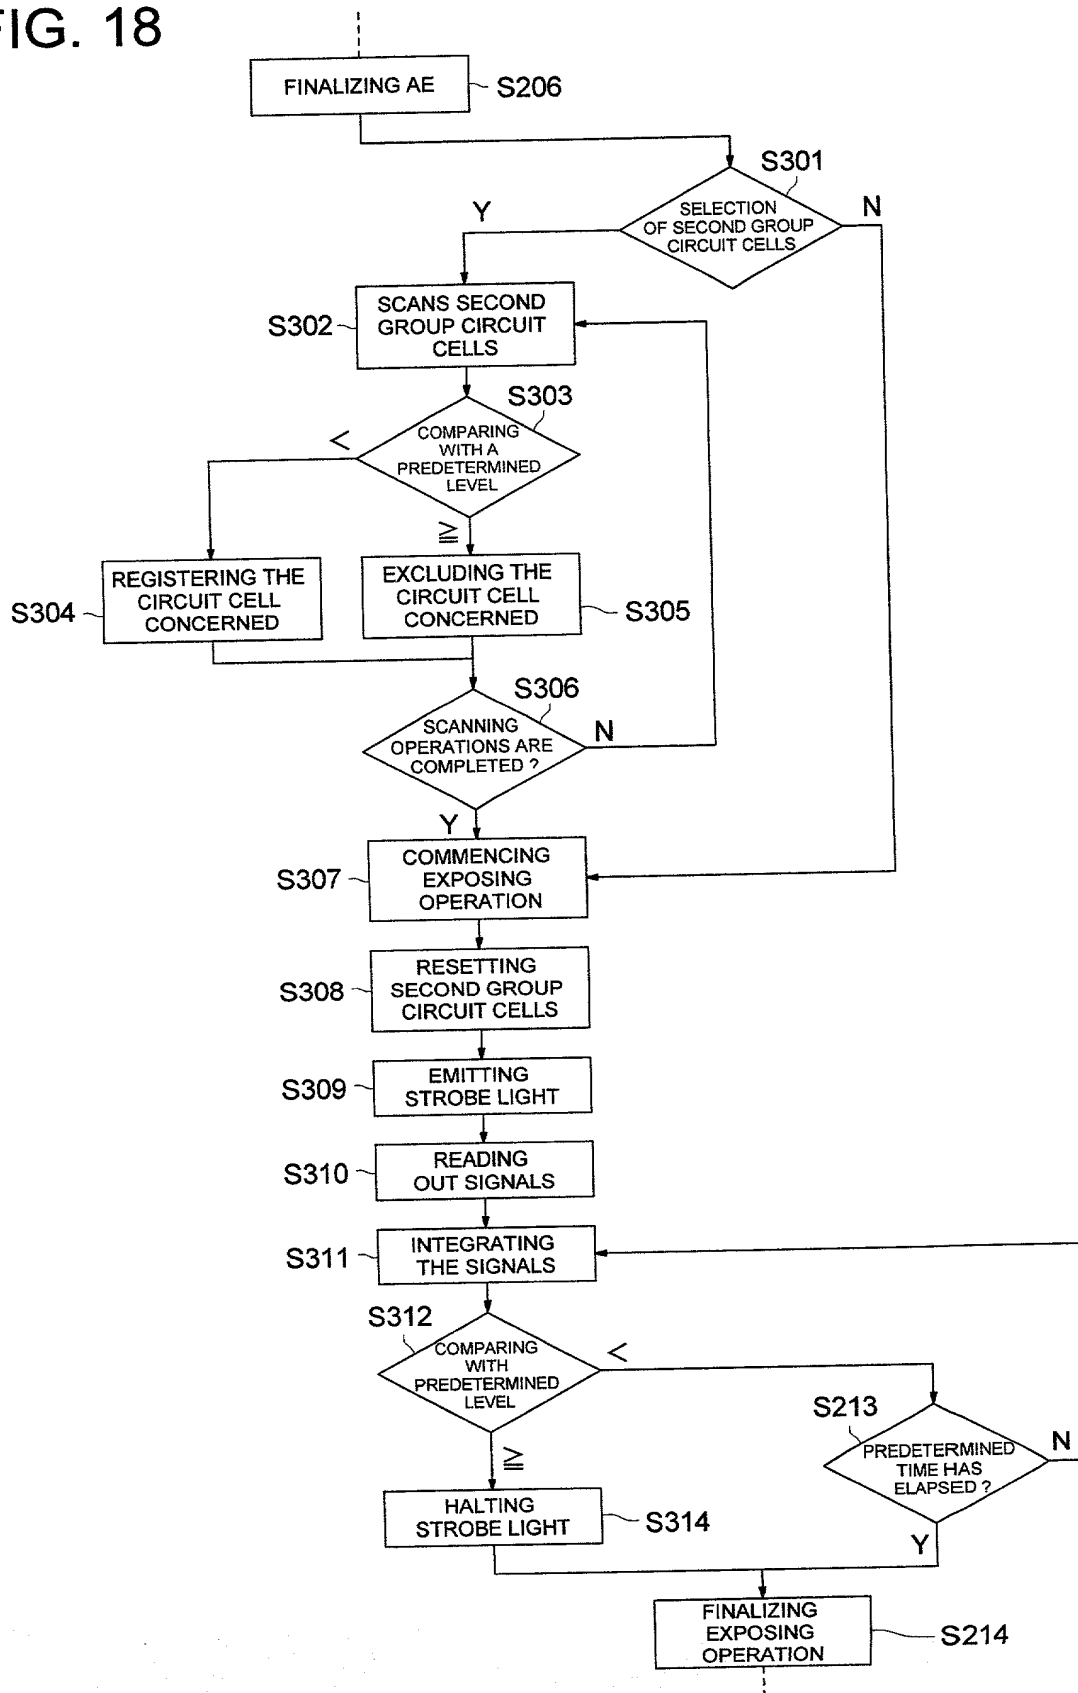 FIG. 18
FINALIZING AE
S206
S301
SELECTION
OF SECOND GROUP
CIRCUIT CELLS
Y
N
S302
SCANS SECOND
GROUP CIRCUIT
CELLS
S303
COMPARING
WITH A
PREDETERMINED
LEVEL
<
≧
S304
REGISTERING THE
CIRCUIT CELL
CONCERNED
EXCLUDING THE
CIRCUIT CELL
CONCERNED
S305
S306
SCANNING
OPERATIONS ARE
COMPLETED ?
N
Y
S307
COMMENCING
EXPOSING
OPERATION
S308
RESETTING
SECOND GROUP
CIRCUIT CELLS
S309
EMITTING
STROBE LIGHT
S310
READING
OUT SIGNALS
S311
INTEGRATING
THE SIGNALS
S312
COMPARING
WITH
PREDETERMINED
LEVEL
<
≧
S213
PREDETERMINED
TIME HAS
ELAPSED ?
N
Y
HALTING
STROBE LIGHT
S314
FINALIZING
EXPOSING
OPERATION
S214